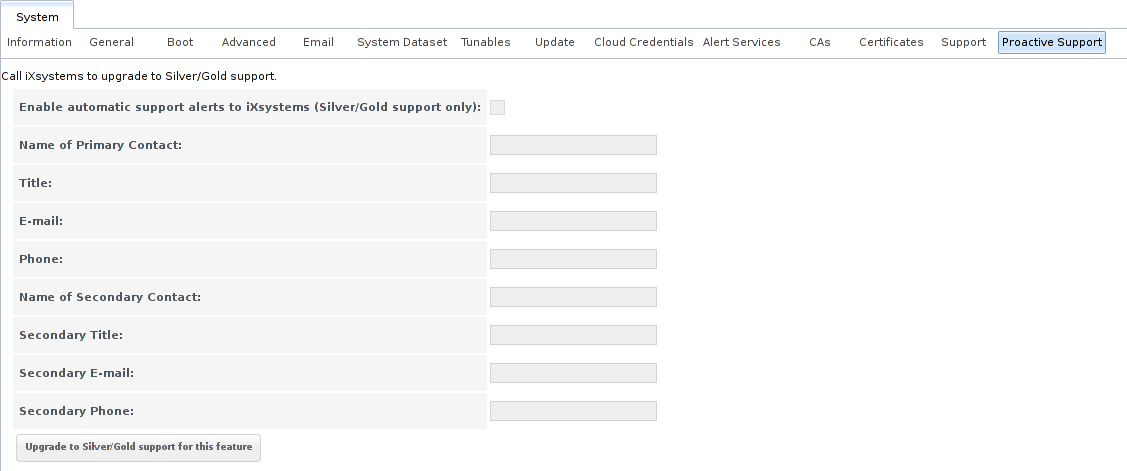 System
Information General Boot Advanced Email System Dataset Tunables Update Cloud Credentials Alert Services CAs Certificates Support Proactive Support
Call iXsystems to upgrade to Silver/Gold support.
Enable automatic support alerts to iXsystems (Silver/Gold support only):
Name of Primary Contact:
Title:
E-mail:
Phone:
Name of Secondary Contact:
Secondary Title:
Secondary E-mail:
Secondary Phone:
Upgrade to Silver/Gold support for this feature